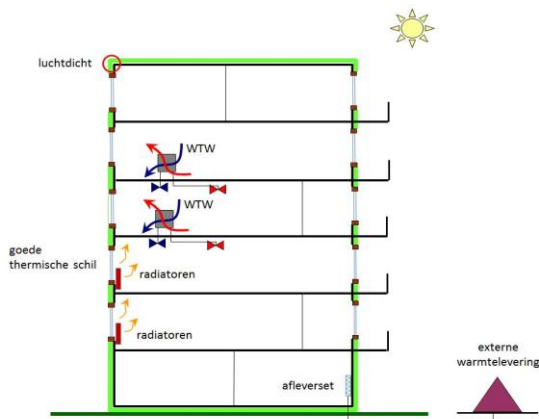 luchtdicht
WTW
WTW
goede
thermische schil
radiatoren
radiatoren
afleverset
externe
warmtelevering